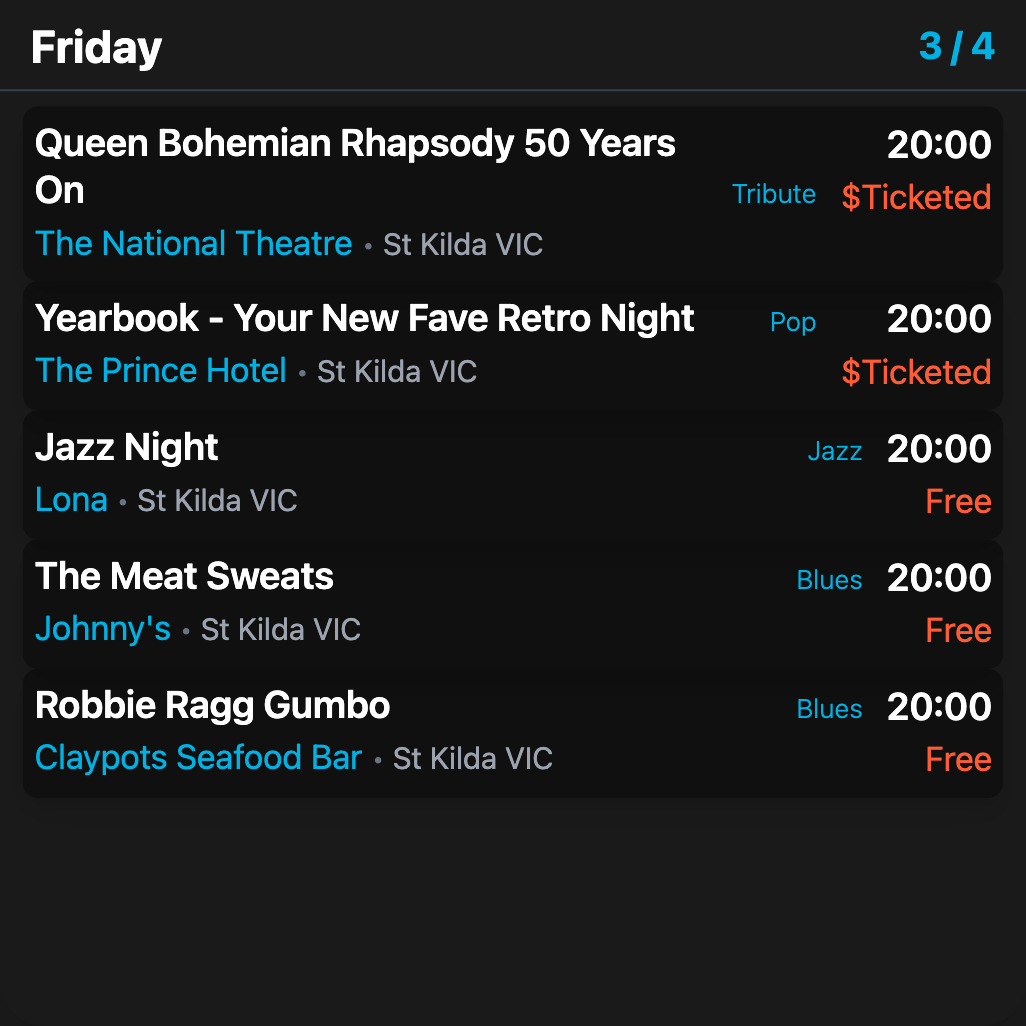 Friday 3 / 4
Queen Bohemian Rhapsody 50 Years 20:00
On Tribute $Ticketed
The National Theatre • St Kilda VIC
Yearbook - Your New Fave Retro Night Pop 20:00
The Prince Hotel • St Kilda VIC $Ticketed
Jazz Night Jazz 20:00
Lona • St Kilda VIC Free
The Meat Sweats Blues 20:00
Johnny's • St Kilda VIC Free
Robbie Ragg Gumbo Blues 20:00
Claypots Seafood Bar • St Kilda VIC Free